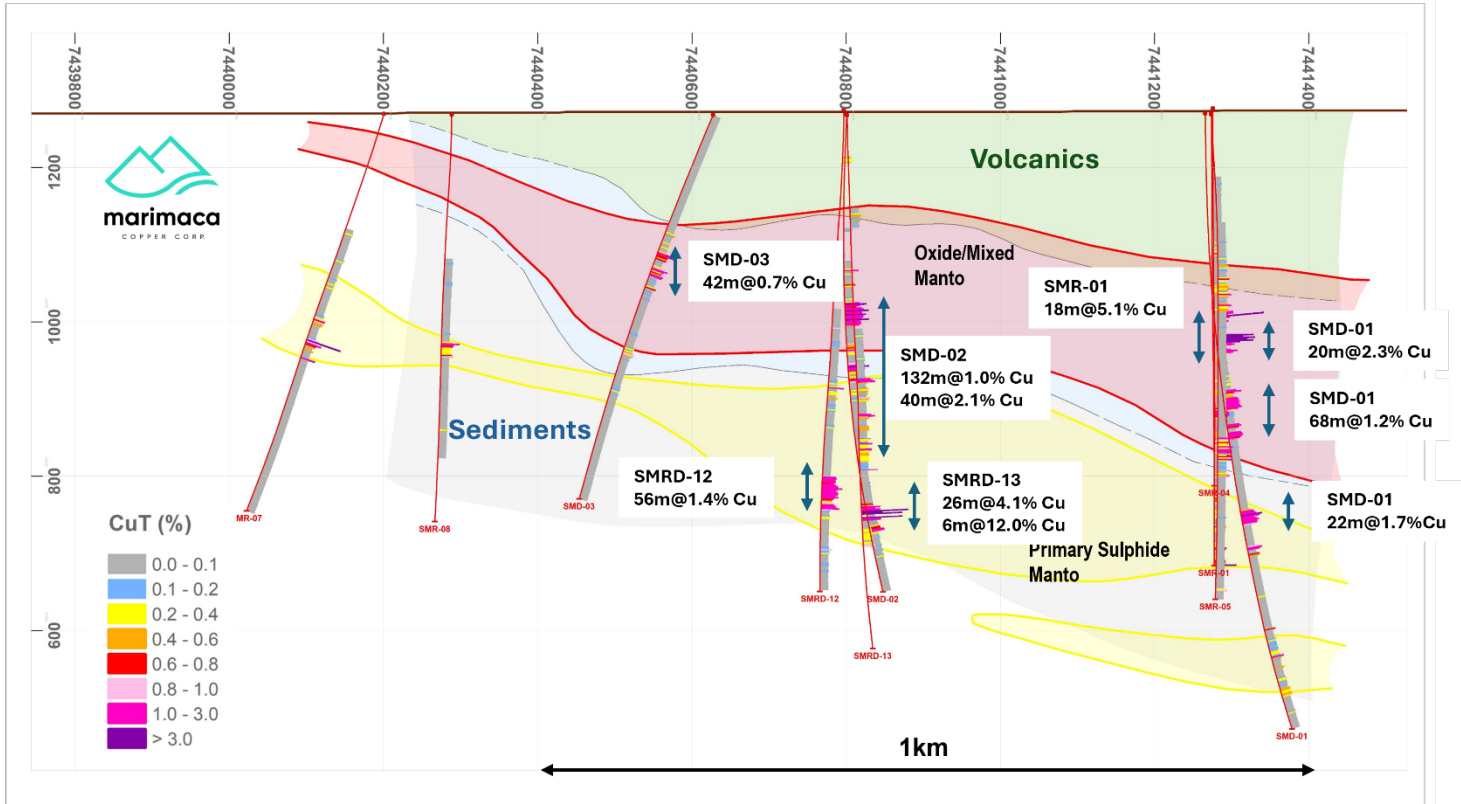 7439800
7440000
7440200
7440400
7440600
7440800
7441000
7441200
7441400
1200
1000
800
600
marimaca
COPPER CORP.
Volcanics
Oxide/Mixed
Manto
Sediments
Primary Sulphide
Manto
SMD-03
42m@0.7% Cu
SMR-01
18m@5.1% Cu
SMD-01
20m@2.3% Cu
SMD-02
132m@1.0% Cu
40m@2.1% Cu
SMD-01
68m@1.2% Cu
SMRD-12
56m@1.4% Cu
SMRD-13
26m@4.1% Cu
6m@12.0% Cu
SMD-01
22m@1.7%Cu
MR-07
SMR-08
SMD-03
SMRD-12
SMD-02
SMRD-13
SMR-04
SMR-01
SMR-05
SMD-01
CuT (%)
0.0 - 0.1
0.1 - 0.2
0.2 - 0.4
0.4 - 0.6
0.6 - 0.8
0.8 - 1.0
1.0 - 3.0
> 3.0
1km